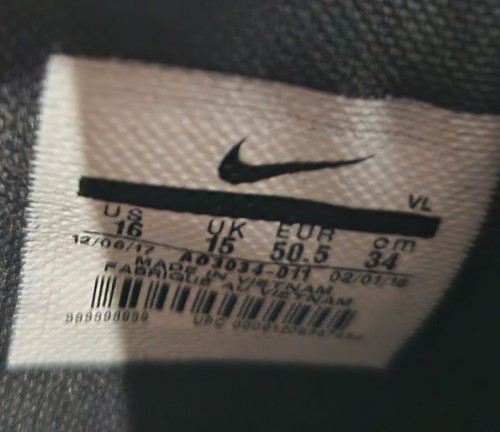 VL
US UK EUR cm
16 15 50.5 34
12/06/17 AO3034-011 02/01/18
MADE IN VIETNAM
FABRIQUE AU VIETNAM
999999999 UPC